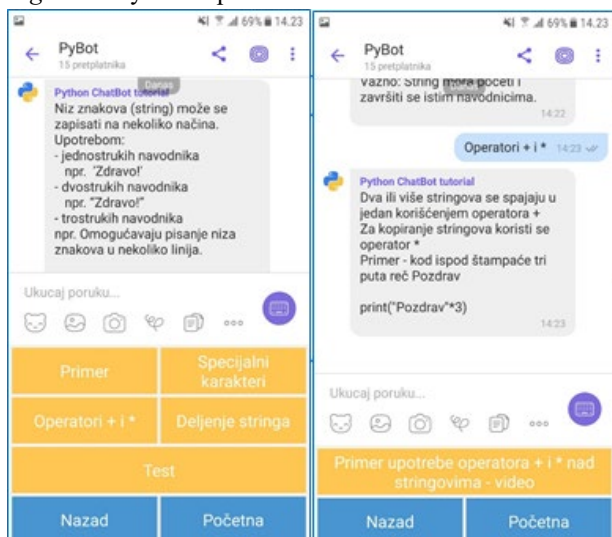 69% 14.23
PyBot
15 pretplatnika
Danas
Python ChatBot tutorial
Niz znakova (string) može se
zapisati na nekoliko načina.
Upotrebom:
- jednostrukih navodnika
npr. 'Zdravo!'
- dvostrukih navodnika
npr. "Zdravo!"
- trostrukih navodnika
npr. Omogućavaju pisanje niza
znakova u nekoliko linija.
Ukucaj poruku...
Primer
Specijalni
karakteri
Operatori + i *
Deljenje stringa
Test
Nazad
Početna
69% 14.23
PyBot
15 pretplatnika
Važno: String mora početi i
završiti se istim navodnicima.
14:22
Operatori + i * 14:23
Python ChatBot tutorial
Dva ili više stringova se spajaju u
jedan korišćenjem operatora +
Za kopiranje stringova koristi se
operator *
Primer - kod ispod štampaće tri
puta reč Pozdrav
print("Pozdrav"*3)
14:23
Ukucaj poruku...
Primer upotrebe operatora + i * nad
stringovima - video
Nazad
Početna